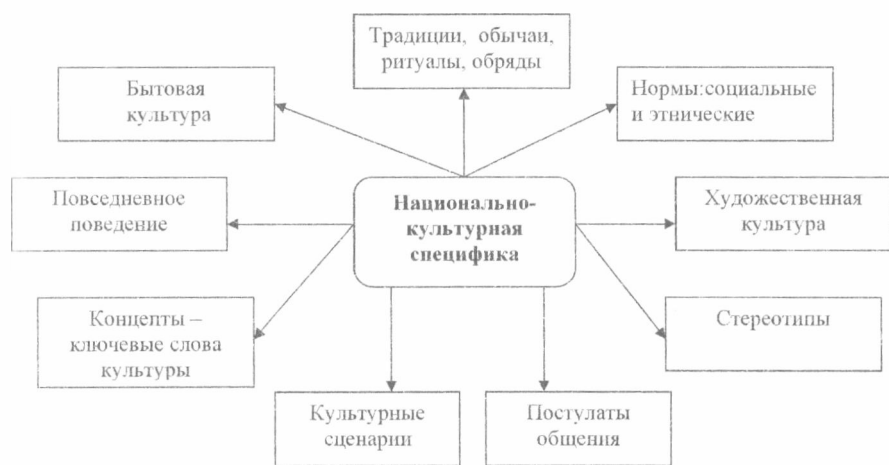 Традиции, обычаи,
ритуалы, обряды
Бытовая
культура
Нормы:социальные
и этнические
Повседневное
поведение
Национально-
культурная
специфика
Художественная
культура
Концепты –
ключевые слова
культуры
Стереотипы
Культурные
сценарии
Постулаты
общения